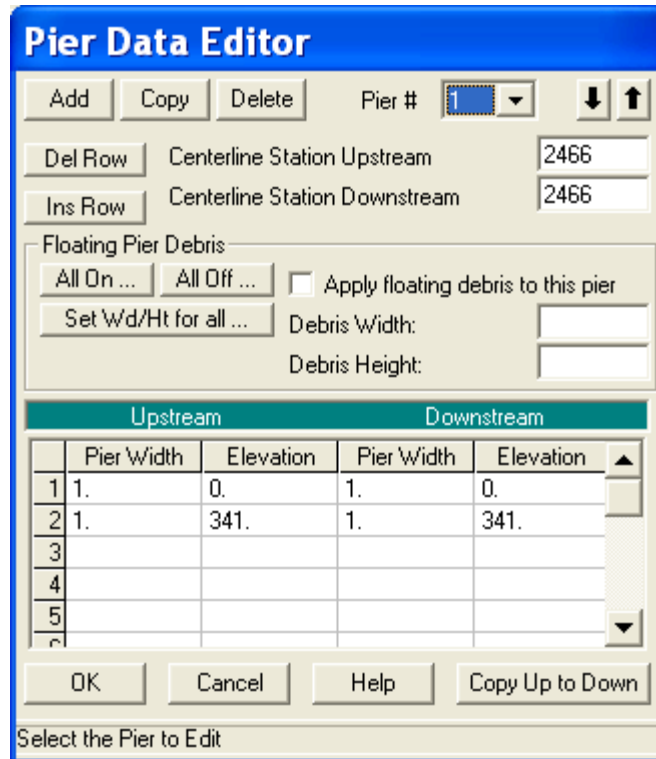 Pier Data Editor
Add Copy Delete Pier # 1
Del Row Centerline Station Upstream 2466
Ins Row Centerline Station Downstream 2466
Floating Pier Debris
All On ... All Off ... Apply floating debris to this pier
Set Wd/Ht for all ... Debris Width:
Debris Height:
Upstream Downstream
Pier Width Elevation Pier Width Elevation
1 1. 0. 1. 0.
2 1. 341. 1. 341.
3
4
5
OK Cancel Help Copy Up to Down
Select the Pier to Edit